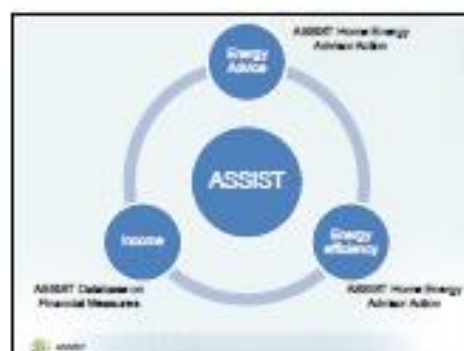 Energy
Advice
ASSIST Home Energy
Advisor Action
ASSIST
Income
Energy
efficiency
ASSIST Database on
Financial Measures
ASSIST Home Energy
Advisor Action
ASSIST